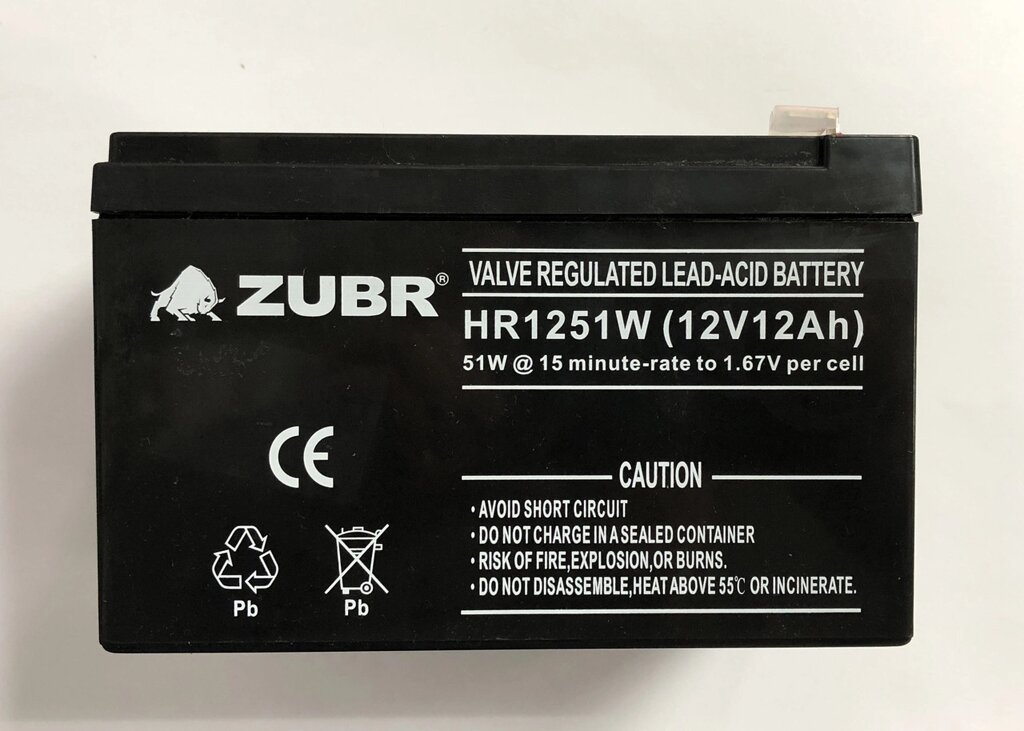 ZUBR®
VALVE REGULATED LEAD-ACID BATTERY
HR1251W (12V12Ah)
51W @ 15 minute-rate to 1.67V per cell
CE
Pb
Pb
CAUTION
• AVOID SHORT CIRCUIT
• DO NOT CHARGE IN A SEALED CONTAINER
• RISK OF FIRE,EXPLOSION,OR BURNS.
• DO NOT DISASSEMBLE,HEAT ABOVE 55℃ OR INCINERATE.